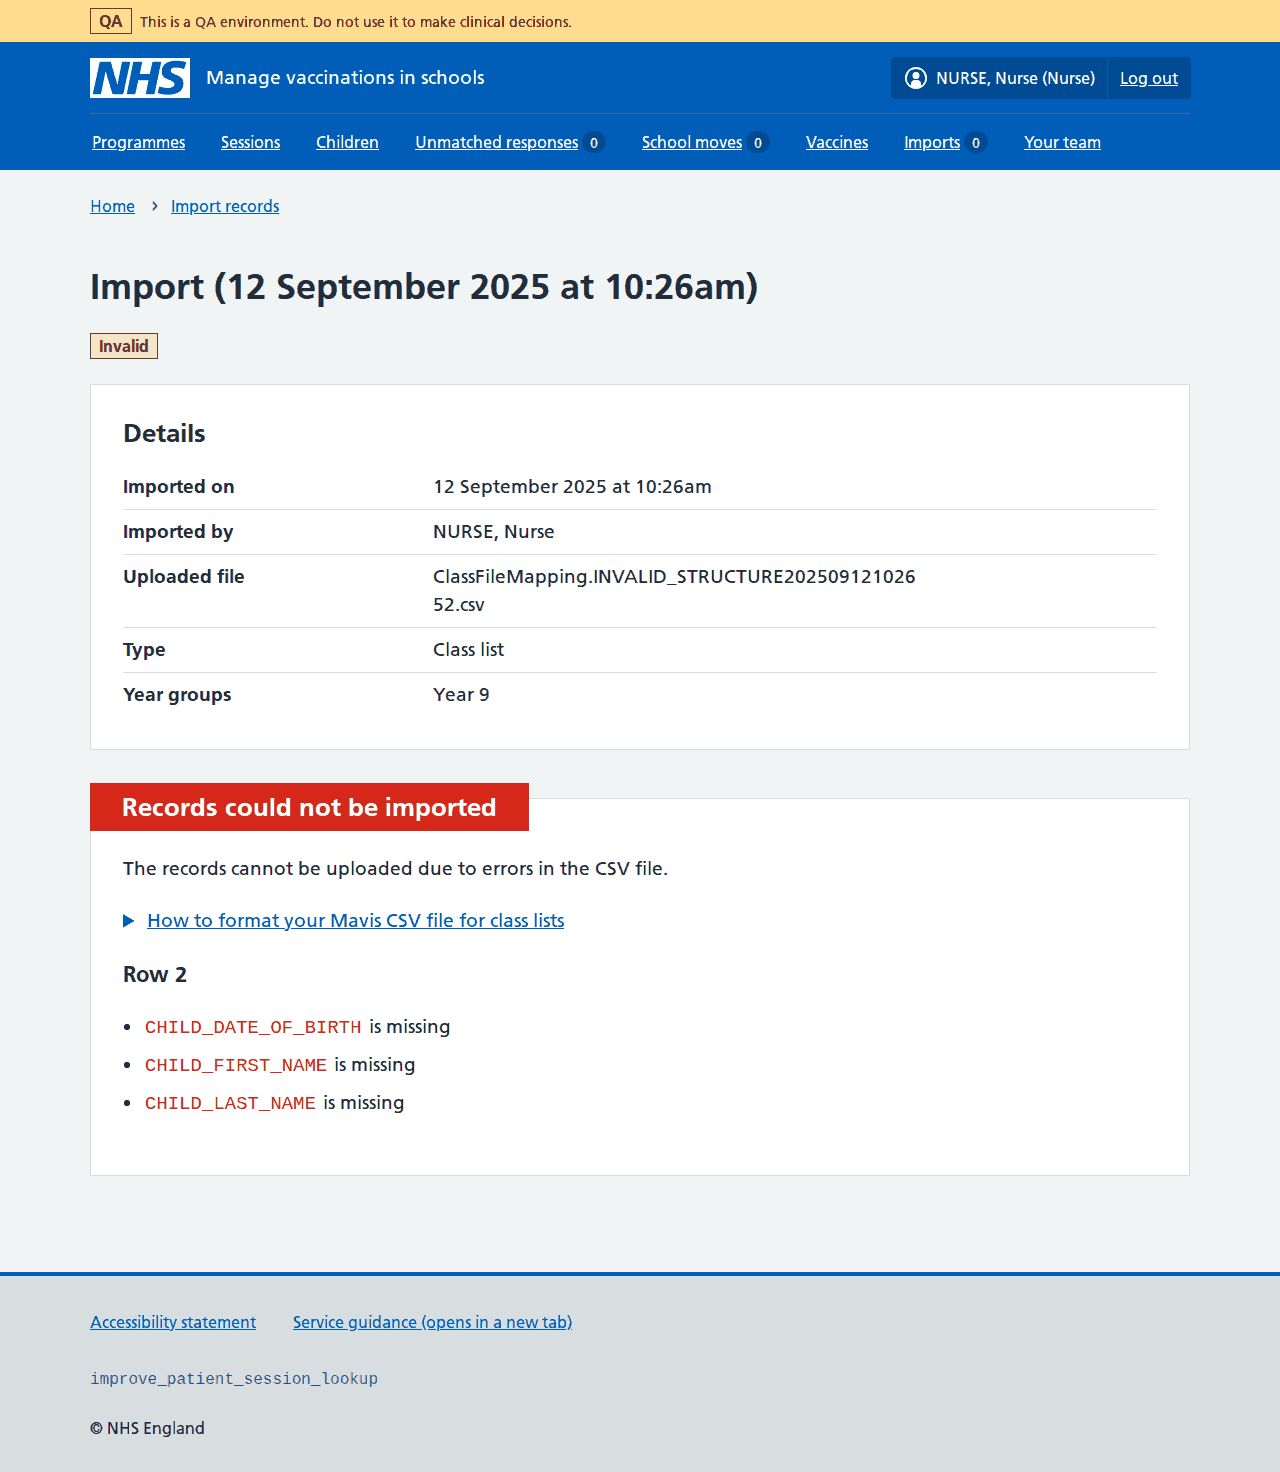 QA This is a QA environment. Do not use it to make clinical decisions.
NHS Manage vaccinations in schools NURSE, Nurse (Nurse) Log out
Programmes Sessions Children Unmatched responses 0 School moves 0 Vaccines Imports 0 Your team
Home › Import records
Import (12 September 2025 at 10:26am)
Invalid
Details
Imported on 12 September 2025 at 10:26am
Imported by NURSE, Nurse
Uploaded file ClassFileMapping.INVALID_STRUCTURE202509121026
52.csv
Type Class list
Year groups Year 9
Records could not be imported
The records cannot be uploaded due to errors in the CSV file.
How to format your Mavis CSV file for class lists
Row 2
• CHILD_DATE_OF_BIRTH is missing
• CHILD_FIRST_NAME is missing
• CHILD_LAST_NAME is missing
Accessibility statement Service guidance (opens in a new tab)
improve_patient_session_lookup
© NHS England